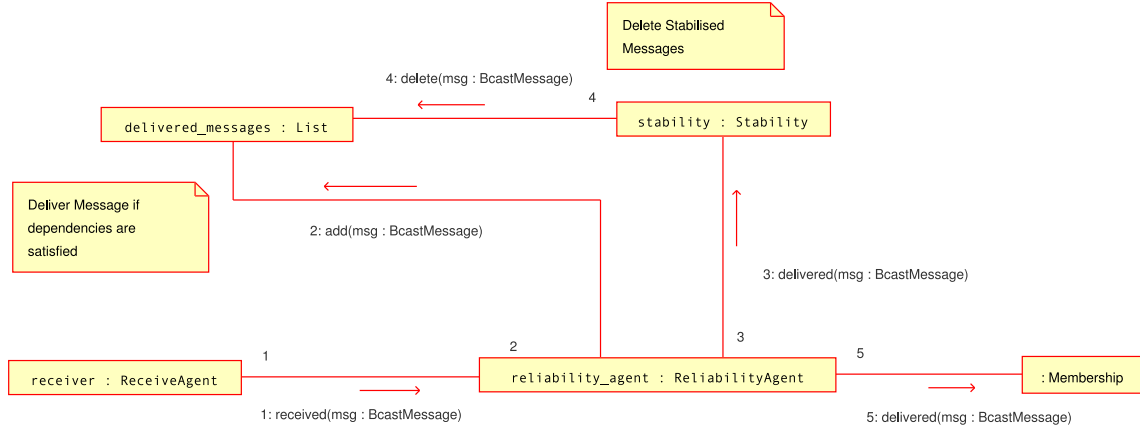 Delete Stabilised
Messages
4: delete(msg : BcastMessage)
4
delivered_messages : List
stability : Stability
Deliver Message if
dependencies are
satisfied
2: add(msg : BcastMessage)
3: delivered(msg : BcastMessage)
1
2
3
5
receiver : ReceiveAgent
reliability_agent : ReliabilityAgent
: Membership
1: received(msg : BcastMessage)
5: delivered(msg : BcastMessage)